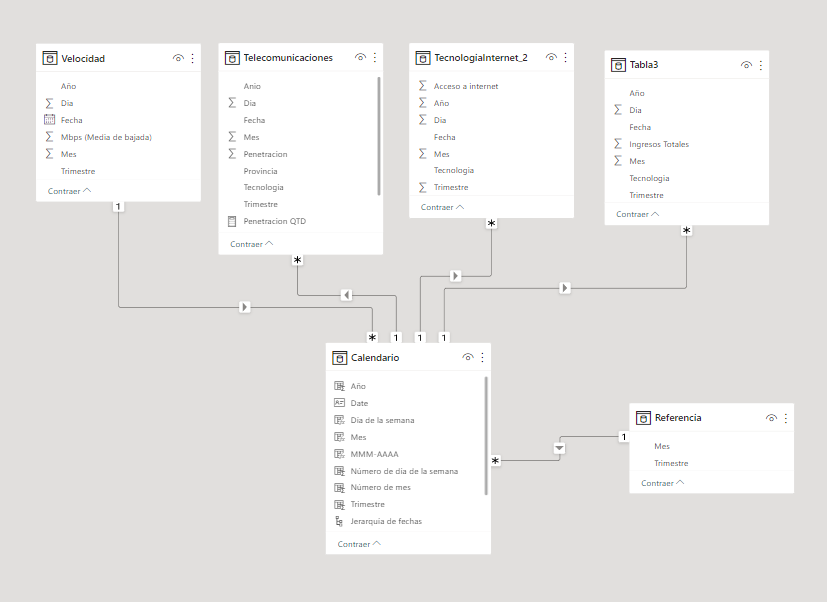 Velocidad
Año
Dia
Fecha
Mbps (Media de bajada)
Mes
Trimestre
Contraer
Telecomunicaciones
Anio
Dia
Fecha
Mes
Penetracion
Provincia
Tecnologia
Trimestre
Penetracion QTD
Contraer
TecnologiaInternet_2
Acceso a internet
Año
Dia
Fecha
Mes
Tecnologia
Trimestre
Contraer
Tabla3
Año
Dia
Fecha
Ingresos Totales
Mes
Tecnologia
Trimestre
Contraer
1
*
*
*
*
1
1
1
Calendario
Año
Date
Día de la semana
Mes
MMM-AAAA
Número de día de la semana
Número de mes
Trimestre
Jerarquía de fechas
Contraer
*
1
Referencia
Mes
Trimestre
Contraer